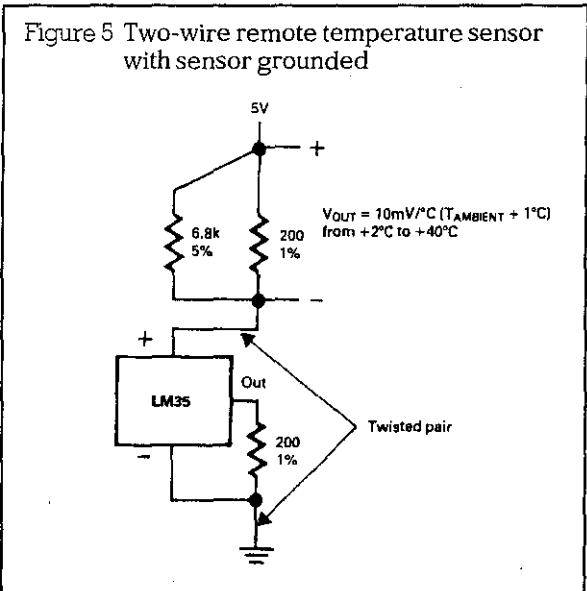 Figure 5 Two-wire remote temperature sensor
with sensor grounded
5V
+
6.8k
5%
200
1%
VOUT = 10mV/°C (TAMBIENT + 1°C)
from +2°C to +40°C
−
+
LM35
Out
−
200
1%
Twisted pair